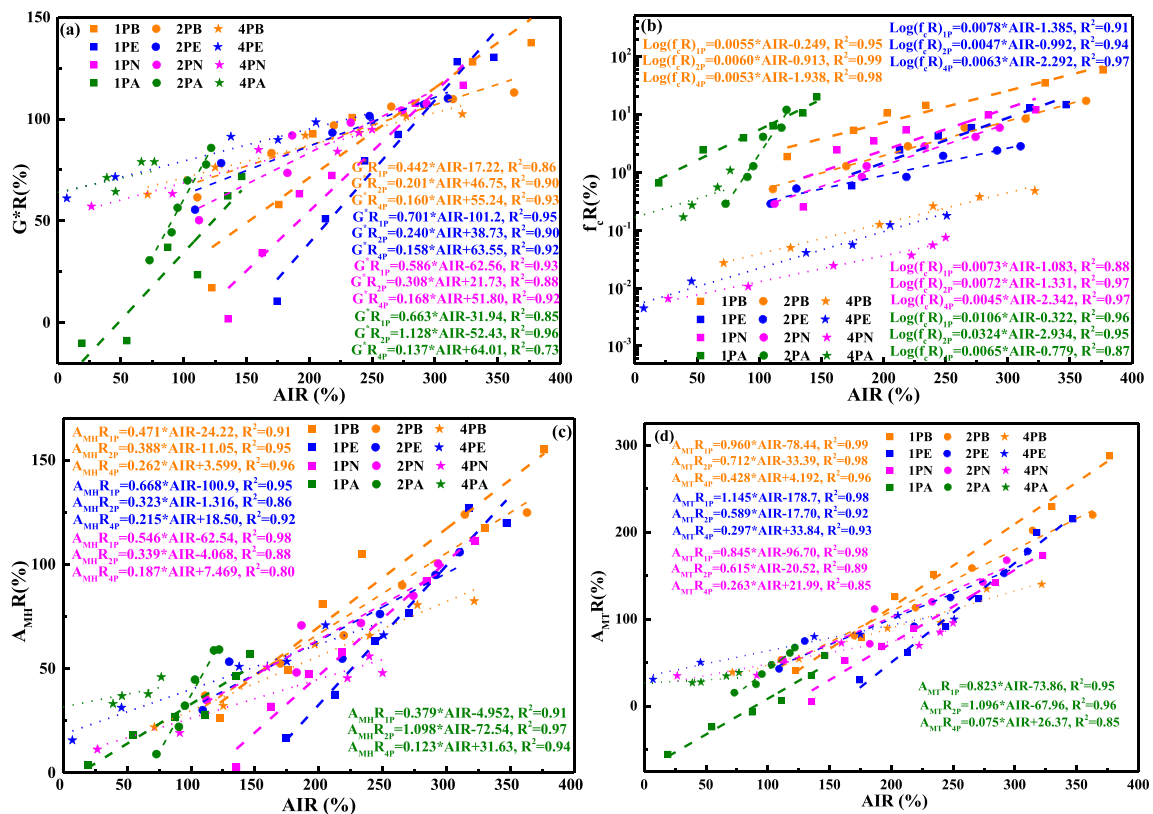 (a)
1PB 2PB 4PB
1PE 2PE 4PE
1PN 2PN 4PN
1PA 2PA 4PA
G*R(%)
150
100
50
0
G*R1P=0.442*AIR-17.22, R2=0.86
G*R2P=0.201*AIR+46.75, R2=0.90
G*R4P=0.160*AIR+55.24, R2=0.93
G*R1P=0.701*AIR-101.2, R2=0.95
G*R2P=0.240*AIR+38.73, R2=0.90
G*R4P=0.158*AIR+63.55, R2=0.92
G*R1P=0.586*AIR-62.56, R2=0.93
G*R2P=0.308*AIR+21.73, R2=0.88
G*R4P=0.168*AIR+51.80, R2=0.92
G*R1P=0.663*AIR-31.94, R2=0.85
G*R2P=1.128*AIR-52.43, R2=0.96
G*R4P=0.137*AIR+64.01, R2=0.73
0 50 100 150 200 250 300 350 400
AIR (%)
(b)
Log(fcR)1P=0.0078*AIR-1.385, R2=0.91
Log(fcR)2P=0.0047*AIR-0.992, R2=0.94
Log(fcR)4P=0.0063*AIR-2.292, R2=0.97
Log(fcR)1P=0.0055*AIR-0.249, R2=0.95
Log(fcR)2P=0.0060*AIR-0.913, R2=0.99
Log(fcR)4P=0.0053*AIR-1.938, R2=0.98
fcR(%)
10^2
10^1
10^0
10^-1
10^-2
10^-3
Log(fcR)1P=0.0073*AIR-1.083, R2=0.88
Log(fcR)2P=0.0072*AIR-1.331, R2=0.97
Log(fcR)4P=0.0045*AIR-2.342, R2=0.97
Log(fcR)1P=0.0106*AIR-0.322, R2=0.96
Log(fcR)2P=0.0324*AIR-2.934, R2=0.95
Log(fcR)4P=0.0065*AIR-0.779, R2=0.87
1PB 2PB 4PB
1PE 2PE 4PE
1PN 2PN 4PN
1PA 2PA 4PA
0 50 100 150 200 250 300 350 400
AIR (%)
(c)
AMHR1P=0.471*AIR-24.22, R2=0.91
AMHR2P=0.388*AIR-11.05, R2=0.95
AMHR4P=0.262*AIR+3.599, R2=0.96
AMHR1P=0.668*AIR-100.9, R2=0.95
AMHR2P=0.323*AIR-1.316, R2=0.86
AMHR4P=0.215*AIR+18.50, R2=0.92
AMHR1P=0.546*AIR-62.54, R2=0.98
AMHR2P=0.339*AIR-4.068, R2=0.88
AMHR4P=0.187*AIR+7.469, R2=0.80
1PB 2PB 4PB
1PE 2PE 4PE
1PN 2PN 4PN
1PA 2PA 4PA
AMHR(%)
150
100
50
0
AMHR1P=0.379*AIR-4.952, R2=0.91
AMHR2P=1.098*AIR-72.54, R2=0.97
AMHR4P=0.123*AIR+31.63, R2=0.94
0 50 100 150 200 250 300 350 400
AIR (%)
(d)
AMTR1P=0.960*AIR-78.44, R2=0.99
AMTR2P=0.712*AIR-33.39, R2=0.98
AMTR4P=0.428*AIR+4.192, R2=0.96
AMTR1P=1.145*AIR-178.7, R2=0.98
AMTR2P=0.589*AIR-17.70, R2=0.92
AMTR4P=0.297*AIR+33.84, R2=0.93
AMTR1P=0.845*AIR-96.70, R2=0.98
AMTR2P=0.615*AIR-20.52, R2=0.89
AMTR4P=0.263*AIR+21.99, R2=0.85
1PB 2PB 4PB
1PE 2PE 4PE
1PN 2PN 4PN
1PA 2PA 4PA
AMTR(%)
300
200
100
0
AMTR1P=0.823*AIR-73.86, R2=0.95
AMTR2P=1.096*AIR-67.96, R2=0.96
AMTR4P=0.075*AIR+26.37, R2=0.85
0 50 100 150 200 250 300 350 400
AIR (%)